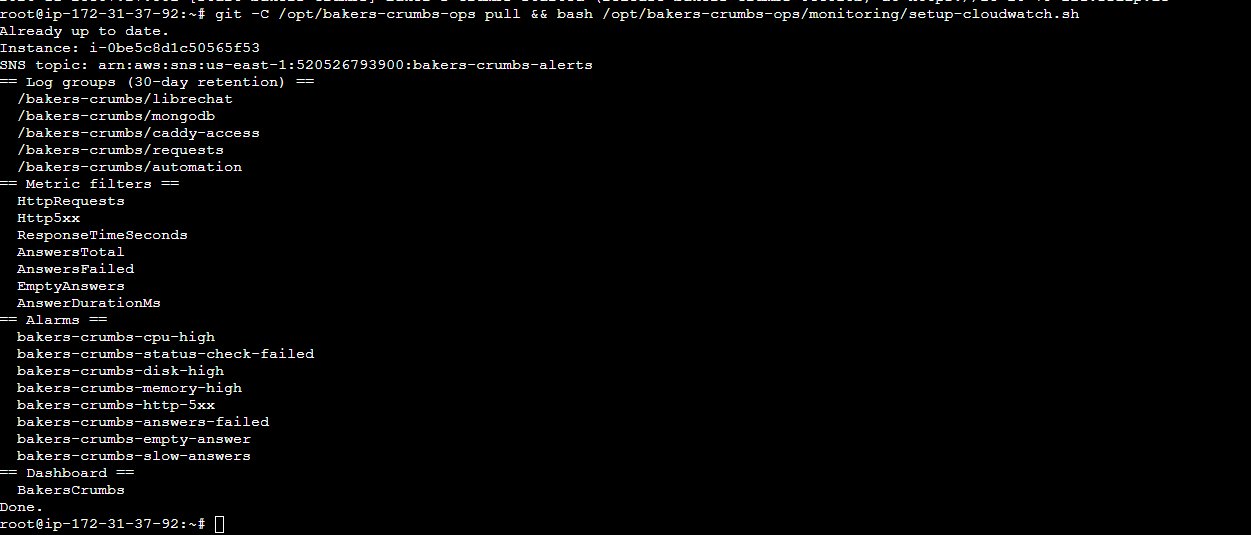 root@ip-172-31-37-92:~# git -C /opt/bakers-crumbs-ops pull && bash /opt/bakers-crumbs-ops/monitoring/setup-cloudwatch.sh
Already up to date.
Instance: i-0be5c8d1c50565f53
SNS topic: arn:aws:sns:us-east-1:520526793900:bakers-crumbs-alerts
== Log groups (30-day retention) ==
  /bakers-crumbs/librechat
  /bakers-crumbs/mongodb
  /bakers-crumbs/caddy-access
  /bakers-crumbs/requests
  /bakers-crumbs/automation
== Metric filters ==
  HttpRequests
  Http5xx
  ResponseTimeSeconds
  AnswersTotal
  AnswersFailed
  EmptyAnswers
  AnswerDurationMs
== Alarms ==
  bakers-crumbs-cpu-high
  bakers-crumbs-status-check-failed
  bakers-crumbs-disk-high
  bakers-crumbs-memory-high
  bakers-crumbs-http-5xx
  bakers-crumbs-answers-failed
  bakers-crumbs-empty-answer
  bakers-crumbs-slow-answers
== Dashboard ==
  BakersCrumbs
Done.
root@ip-172-31-37-92:~#